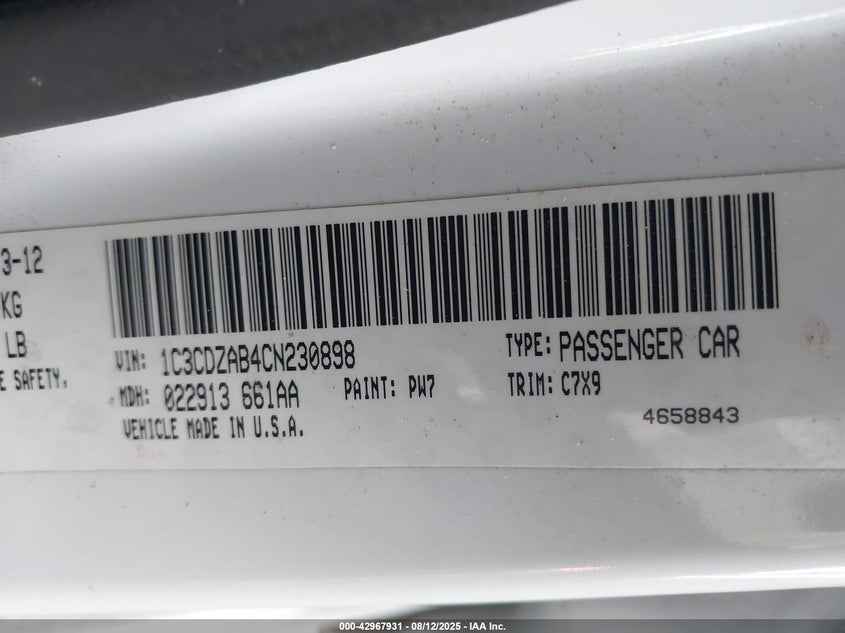 3-12
KG
LB
E SAFETY,
VIN: 1C3CDZAB4CN230898
TYPE: PASSENGER CAR
MDH: 022913 661AA
PAINT: PW7
TRIM: C7X9
VEHICLE MADE IN U.S.A.
4658843
000-42967931 - 08/12/2025 - IAA Inc.